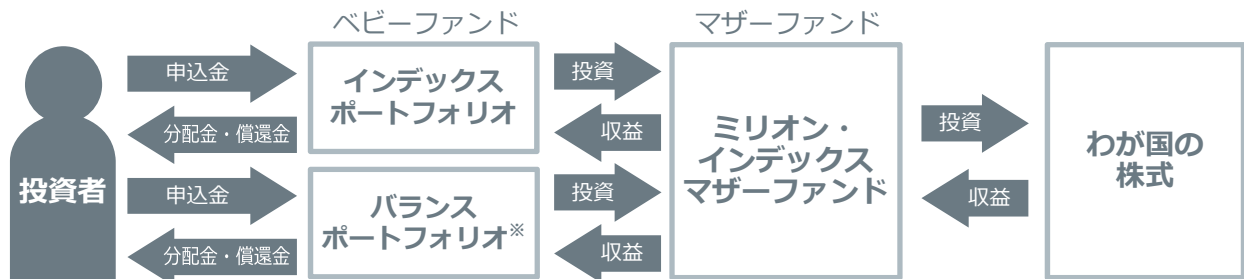 ベビーファンド
マザーファンド
投資者
申込金
分配金・償還金
申込金
分配金・償還金
インデックス
ポートフォリオ
バランス
ポートフォリオ※
投資
収益
投資
収益
ミリオン・
インデックス
マザーファンド
投資
収益
わが国の
株式